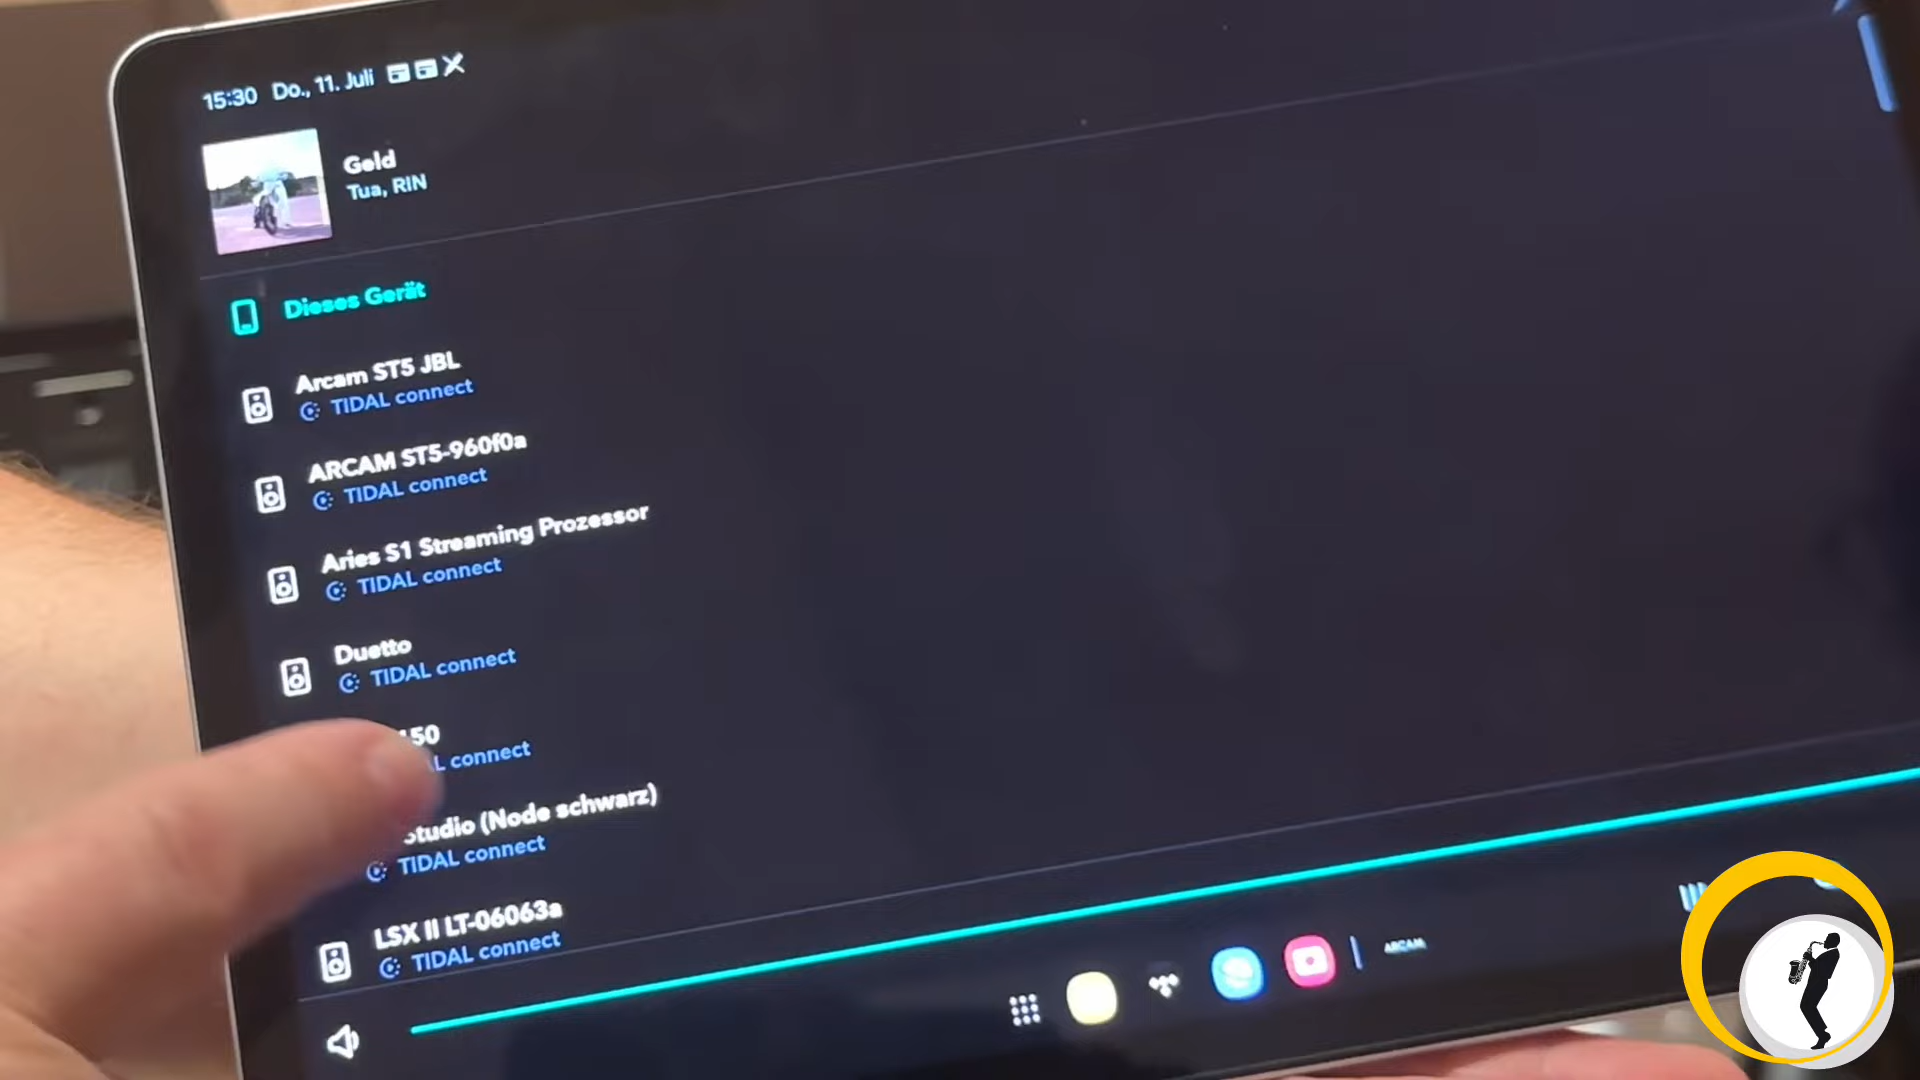 15:30 Do., 11. Juli
Geld
Tua, RIN
Dieses Gerät
Arcam ST5 JBL
TIDAL connect
ARCAM ST5-960f0a
TIDAL connect
Aries S1 Streaming Prozessor
TIDAL connect
Duetto
TIDAL connect
150
connect
Studio (Node schwarz)
TIDAL connect
LSX II LT-06063a
TIDAL connect
ARCAM